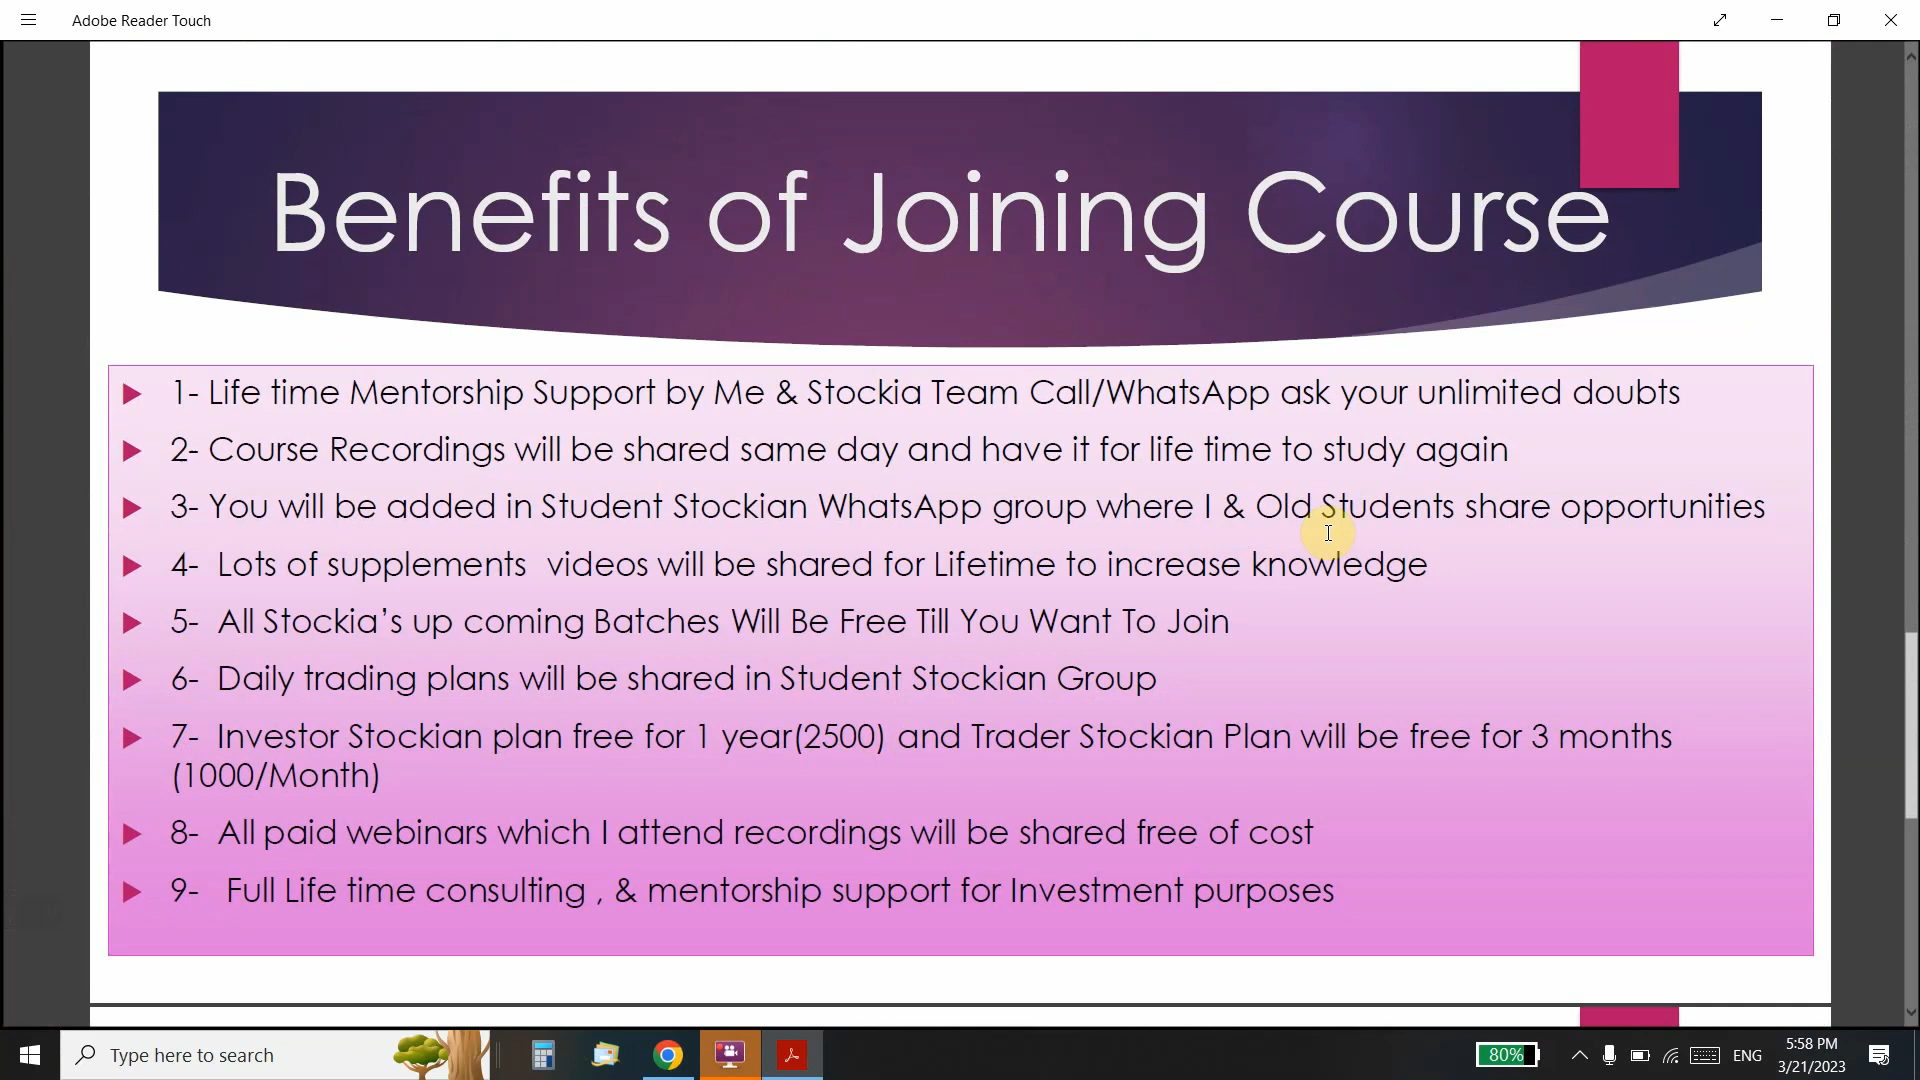 Adobe Reader Touch
Benefits of Joining Course
1- Life time Mentorship Support by Me & Stockia Team Call/WhatsApp ask your unlimited doubts
2- Course Recordings will be shared same day and have it for life time to study again
3- You will be added in Student Stockian WhatsApp group where I & Old Students share opportunities
4-  Lots of supplements  videos will be shared for Lifetime to increase knowledge
5-  All Stockia’s up coming Batches Will Be Free Till You Want To Join
6-  Daily trading plans will be shared in Student Stockian Group
7-  Investor Stockian plan free for 1 year(2500) and Trader Stockian Plan will be free for 3 months
(1000/Month)
8-  All paid webinars which I attend recordings will be shared free of cost
9-   Full Life time consulting , & mentorship support for Investment purposes
Type here to search
80%
ENG
5:58 PM
3/21/2023